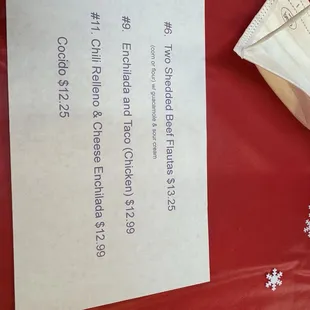 #6. Two Shedded Beef Flautas $13.25
(corn or flour) w/ guacamole & sour cream
#9. Enchilada and Taco (Chicken) $12.99
#11. Chili Relleno & Cheese Enchilada $12.99
Cocido $12.25